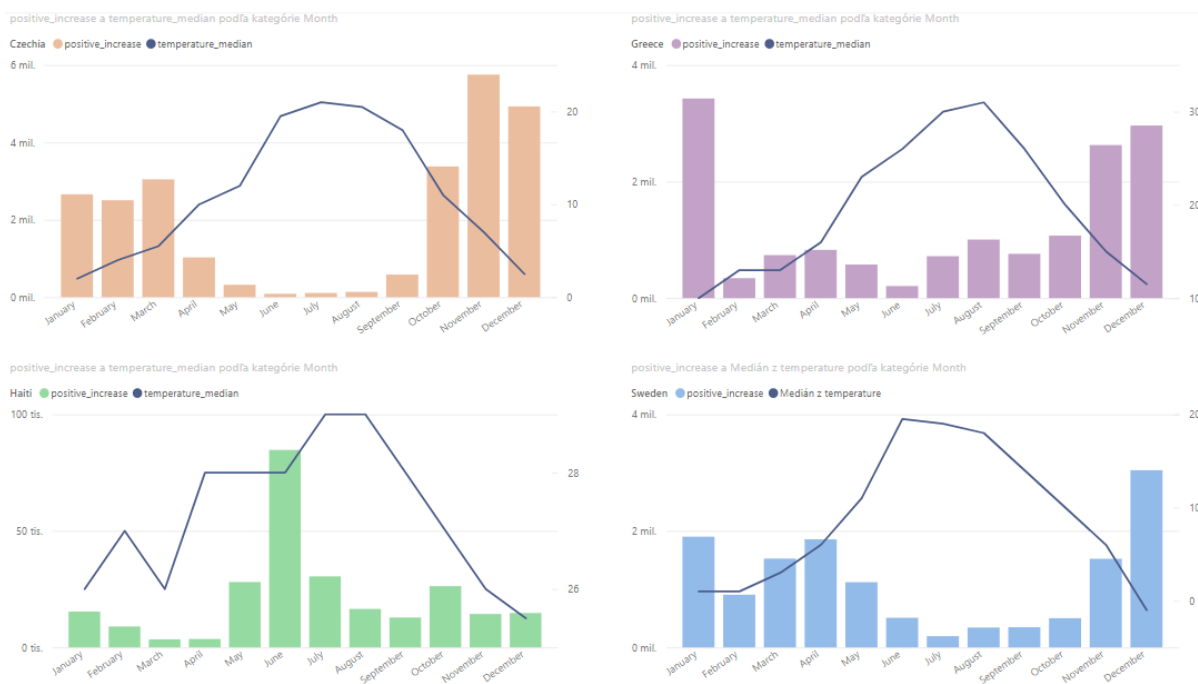 positive_increase a temperature_median podľa kategórie Month
Czechia positive_increase temperature_median
6 mil.
4 mil.
2 mil.
0 mil.
20
10
0
January February March April May June July August September October November December
positive_increase a temperature_median podľa kategórie Month
Greece positive_increase temperature_median
4 mil.
2 mil.
0 mil.
30
20
10
January February March April May June July August September October November December
positive_increase a temperature_median podľa kategórie Month
Haiti positive_increase temperature_median
100 tis.
50 tis.
0 tis.
28
26
January February March April May June July August September October November December
positive_increase a Medián z temperature podľa kategórie Month
Sweden positive_increase Medián z temperature
4 mil.
2 mil.
0 mil.
20
10
0
January February March April May June July August September October November December